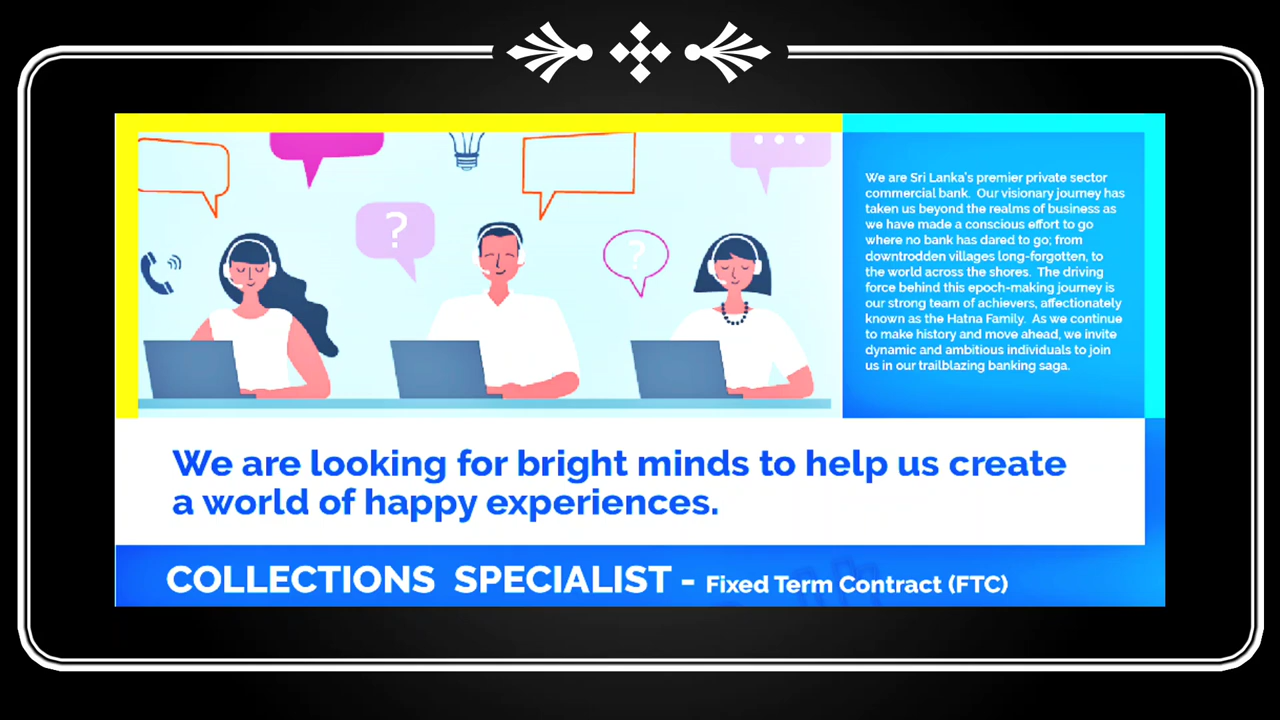 ?
?
We are Sri Lanka's premier private sector
commercial bank. Our visionary journey has
taken us beyond the realms of business as
we have made a conscious effort to go
where no bank has dared to go; from
downtrodden villages long-forgotten, to
the world across the shores. The driving
force behind this epoch-making journey is
our strong team of achievers, affectionately
known as the Hatna Family. As we continue
to make history and move ahead, we invite
dynamic and ambitious individuals to join
us in our trailblazing banking saga.
We are looking for bright minds to help us create
a world of happy experiences.
COLLECTIONS SPECIALIST - Fixed Term Contract (FTC)